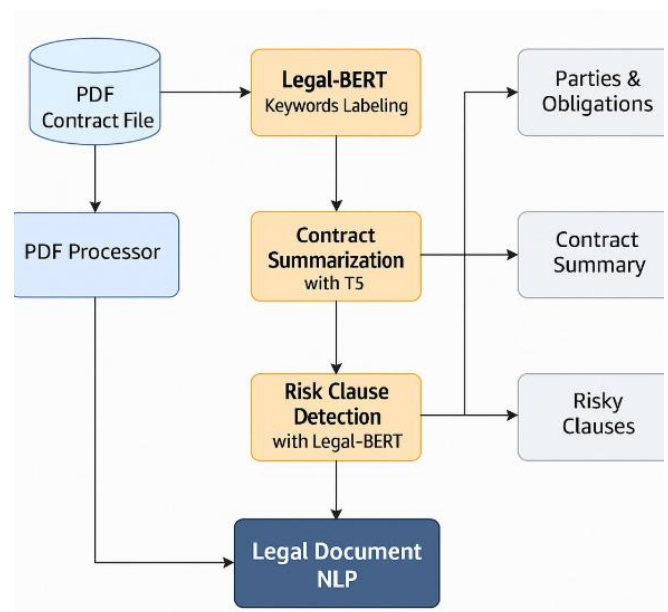 PDF
Contract File
Legal-BERT
Keywords Labeling
Parties &
Obligations
PDF Processor
Contract
Summarization
with T5
Contract
Summary
Risk Clause
Detection
with Legal-BERT
Risky
Clauses
Legal Document
NLP